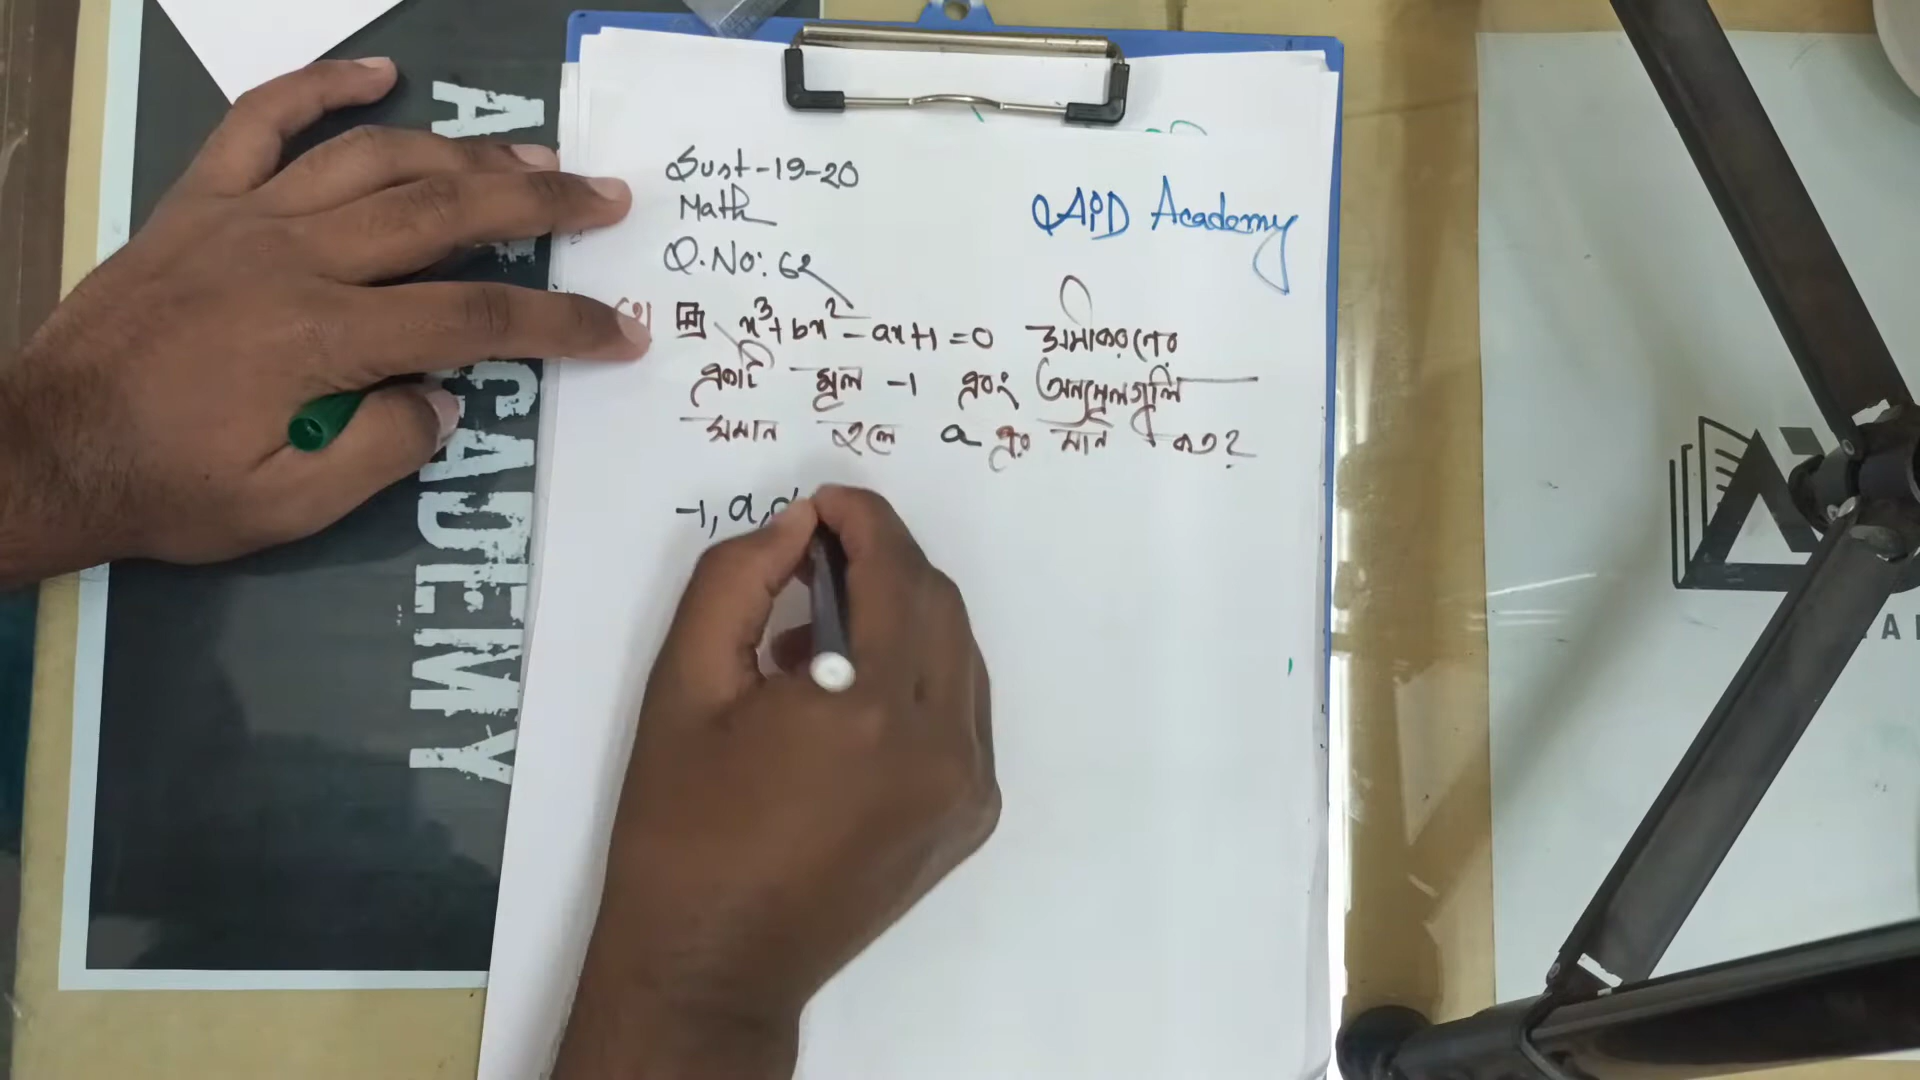 Sust-19-20
Math
Q.No: 62
QAPD Academy
x³+bx²-ax+1=0 সমীকরণের
একটি মূল -1 এবং অন্যমূলগুলি
সমান হলে a এর মান কত?
-1, α,
ACADEMY